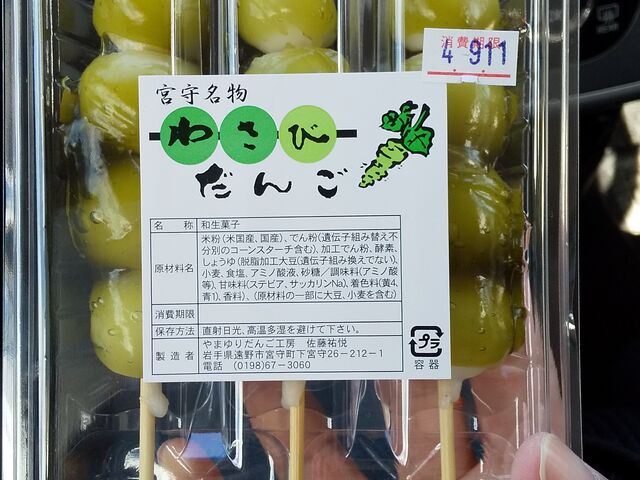 消費期限
4 9.11
宮守名物
わさび
だんご
名 称 和生菓子
原材料名 米粉(米国産、国産)、でん粉(遺伝子組み替え不
分別のコーンスターチ含む)、加工でん粉、酵素、
しょうゆ(脱脂加工大豆(遺伝子組み換えでない)、
小麦、食塩、アミノ酸液、砂糖/調味料(アミノ酸
等)、甘味料(ステビア、サッカリンNa)、着色料(黄4、
青1)、香料)、(原材料の一部に大豆、小麦を含む)
消費期限
保存方法 直射日光、高温多湿を避けて下さい。
製造者 やまゆりだんご工房 佐藤祐悦
岩手県遠野市宮守町下宮守26-212-1
電話 (0198)67-3060
プラ
容器